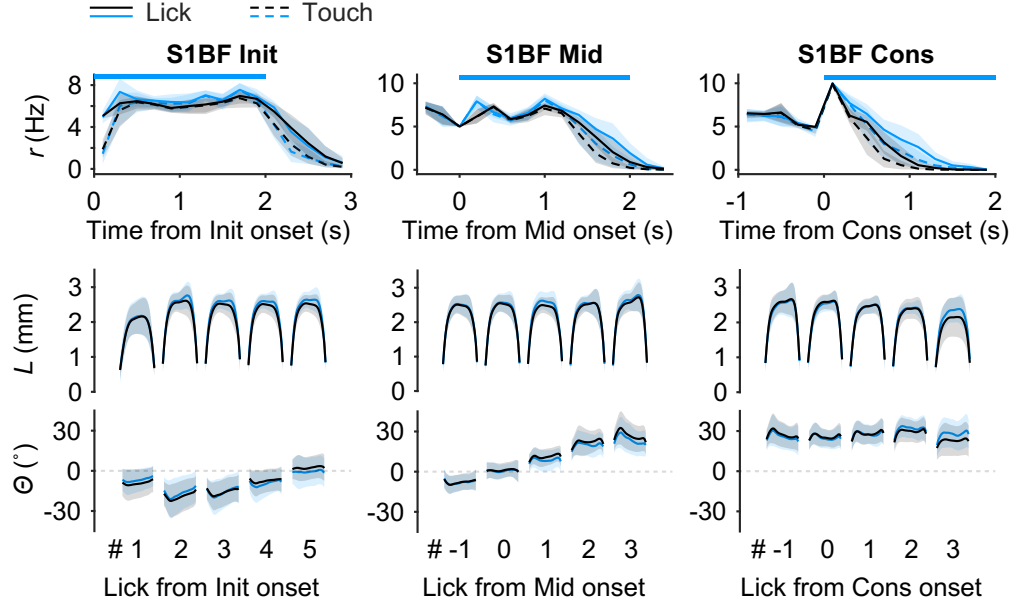 Lick Touch
S1BF Init S1BF Mid S1BF Cons
r (Hz)
8
4
0
10
5
0
10
5
0
0 1 2 3
0 1 2
-1 0 1 2
Time from Init onset (s) Time from Mid onset (s) Time from Cons onset (s)
L (mm)
3
2
1
0
3
2
1
0
3
2
1
0
Θ (°)
30
0
-30
30
0
-30
30
0
-30
# 1 2 3 4 5
# -1 0 1 2 3
# -1 0 1 2 3
Lick from Init onset Lick from Mid onset Lick from Cons onset